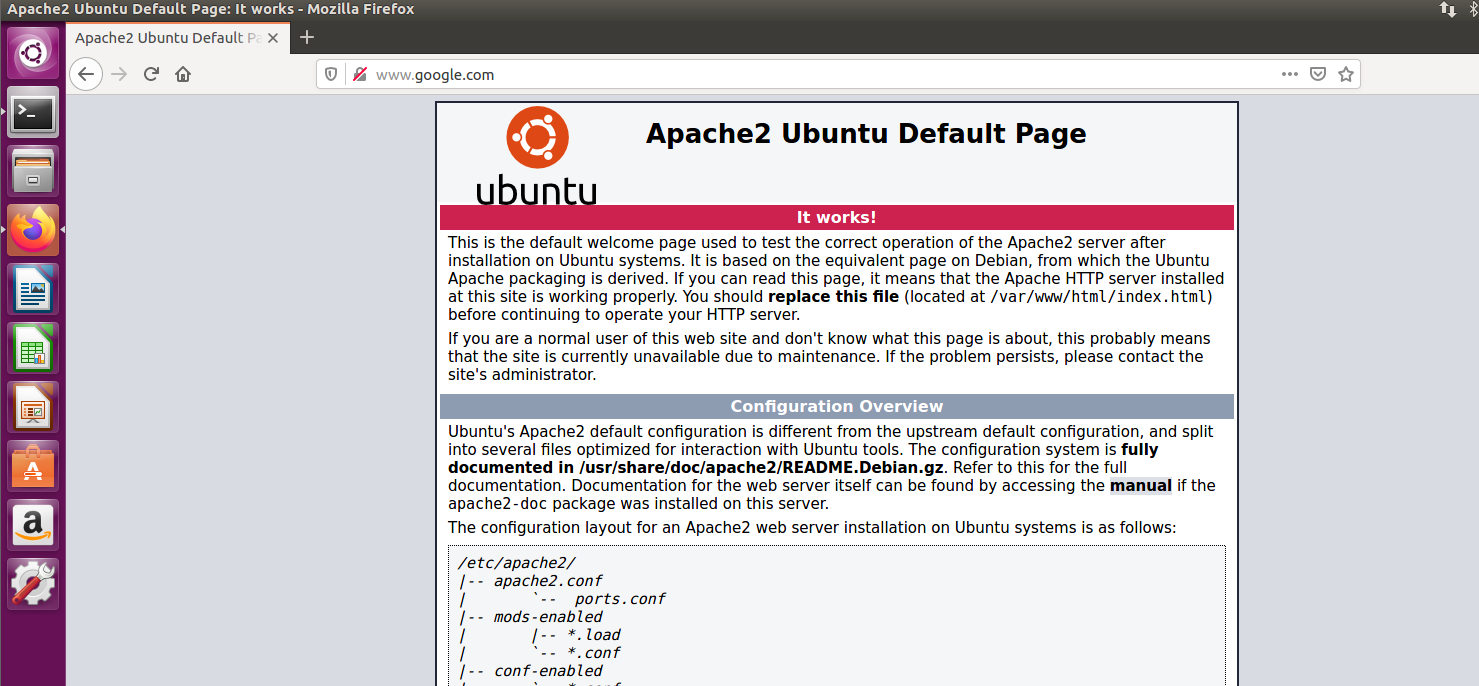 Apache2 Ubuntu Default Page: It works - Mozilla Firefox
Apache2 Ubuntu Default Pa
www.google.com
ubuntu
Apache2 Ubuntu Default Page
It works!
This is the default welcome page used to test the correct operation of the Apache2 server after
installation on Ubuntu systems. It is based on the equivalent page on Debian, from which the Ubuntu
Apache packaging is derived. If you can read this page, it means that the Apache HTTP server installed
at this site is working properly. You should replace this file (located at /var/www/html/index.html)
before continuing to operate your HTTP server.
If you are a normal user of this web site and don't know what this page is about, this probably means
that the site is currently unavailable due to maintenance. If the problem persists, please contact the
site's administrator.
Configuration Overview
Ubuntu's Apache2 default configuration is different from the upstream default configuration, and split
into several files optimized for interaction with Ubuntu tools. The configuration system is fully
documented in /usr/share/doc/apache2/README.Debian.gz. Refer to this for the full
documentation. Documentation for the web server itself can be found by accessing the manual if the
apache2-doc package was installed on this server.
The configuration layout for an Apache2 web server installation on Ubuntu systems is as follows:
/etc/apache2/
|-- apache2.conf
|       `--  ports.conf
|-- mods-enabled
|       |-- *.load
|       `-- *.conf
|-- conf-enabled
|       `-- *.conf